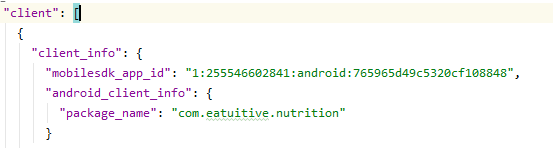 "client": [
{
"client_info": {
"mobilesdk_app_id": "1:255546602841:android:765965d49c5320cf108848",
"android_client_info": {
"package_name": "com.eatuitive.nutrition"
}